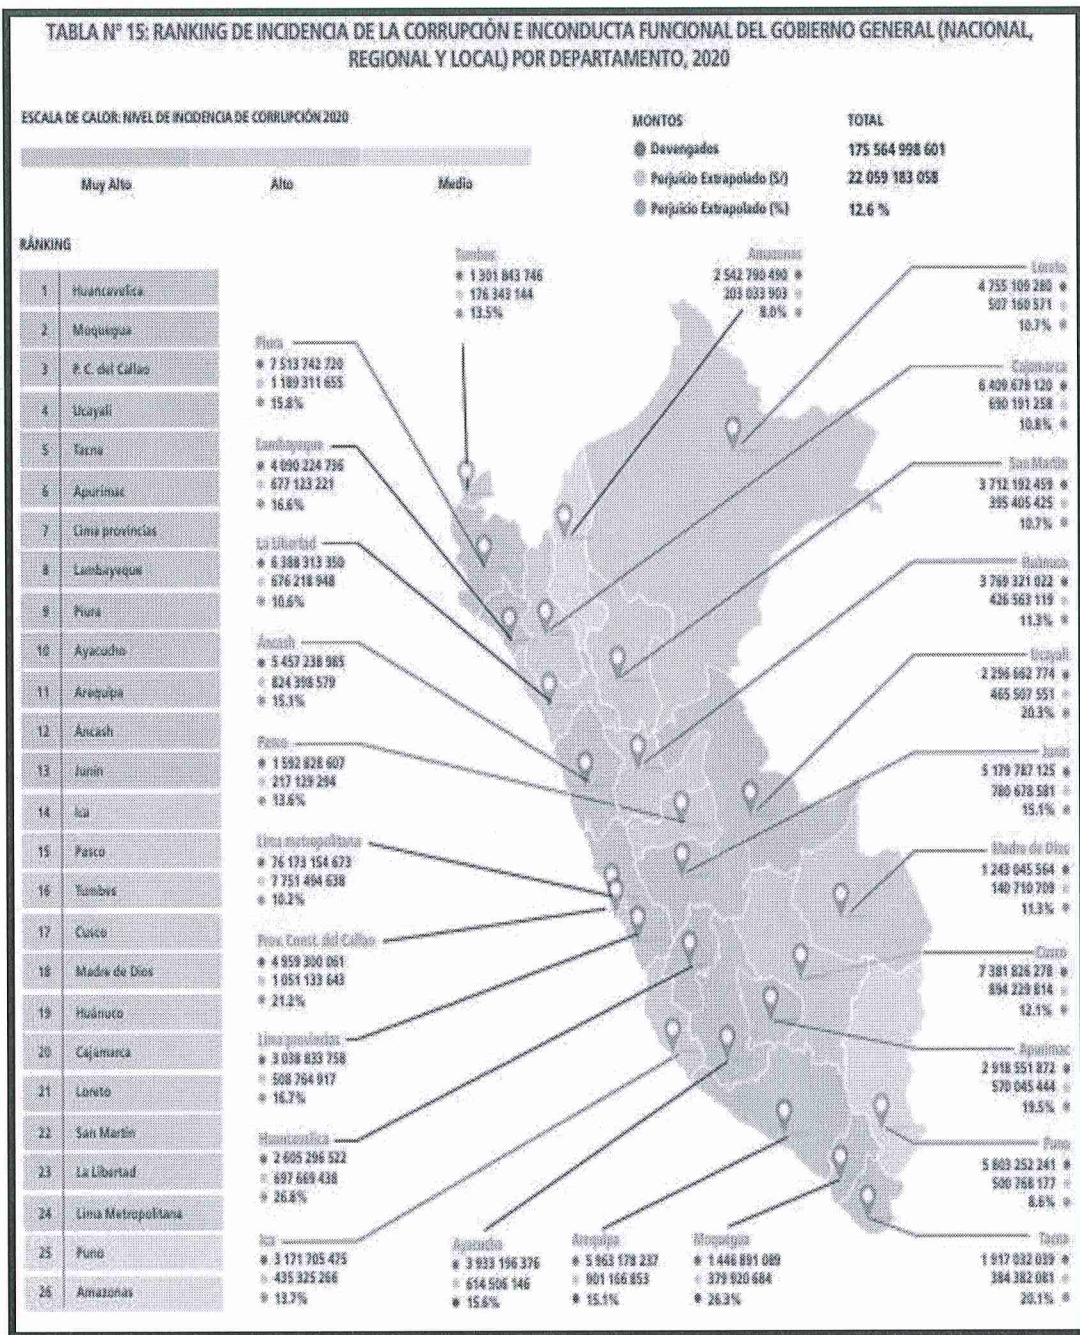 TABLA N° 15: RANKING DE INCIDENCIA DE LA CORRUPCIÓN E INCONDUCTA FUNCIONAL DEL GOBIERNO GENERAL (NACIONAL,
REGIONAL Y LOCAL) POR DEPARTAMENTO, 2020
ESCALA DE CALOR: NIVEL DE INCIDENCIA DE CORRUPCIÓN 2020
Muy Alto
Alto
Medio
MONTOS TOTAL
Devengados 175 564 998 601
Perjuicio Extrapolado (S/) 22 059 183 058
Perjuicio Extrapolado (%) 12.6 %
RÁNKING
1 Huancavelica
2 Moquegua
3 P. C. del Callao
4 Ucayali
5 Tacna
6 Apurímac
7 Lima provincias
8 Lambayeque
9 Piura
10 Ayacucho
11 Arequipa
12 Áncash
13 Junín
14 Ica
15 Pasco
16 Tumbes
17 Cusco
18 Madre de Dios
19 Huánuco
20 Cajamarca
21 Loreto
22 San Martín
23 La Libertad
24 Lima Metropolitana
25 Puno
26 Amazonas
Tumbes
1 301 843 746
176 343 144
13.5%
Amazonas
2 542 790 490
203 033 903
8.0%
Loreto
4 755 109 280
507 160 571
10.7%
Piura
7 513 742 720
1 189 311 655
15.8%
Cajamarca
6 409 679 120
690 191 258
10.8%
Lambayeque
4 090 224 736
677 123 221
16.6%
San Martín
3 712 192 459
395 405 425
10.7%
La Libertad
6 388 313 350
676 218 948
10.6%
Huánuco
3 769 321 022
426 563 119
11.3%
Áncash
5 457 238 985
824 398 579
15.1%
Ucayali
2 296 662 774
465 507 551
20.3%
Pasco
1 592 828 607
217 129 294
13.6%
Junín
5 179 787 125
780 678 581
15.1%
Lima metropolitana
76 173 154 673
7 751 494 638
10.2%
Madre de Dios
1 243 045 564
140 710 709
11.3%
Prov. Const. del Callao
4 959 300 061
1 051 133 643
21.2%
Cusco
7 381 826 278
894 229 814
12.1%
Lima provincias
3 038 833 758
508 764 917
16.7%
Apurímac
2 918 551 872
570 045 444
19.5%
Huancavelica
2 605 296 522
697 669 438
26.8%
Puno
5 803 252 241
500 768 177
8.6%
Ica
3 171 705 475
435 325 266
13.7%
Ayacucho
3 933 196 376
614 506 146
15.6%
Arequipa
5 963 178 237
901 166 853
15.1%
Moquegua
1 446 891 089
379 920 684
26.3%
Tacna
1 917 032 039
384 382 081
20.1%